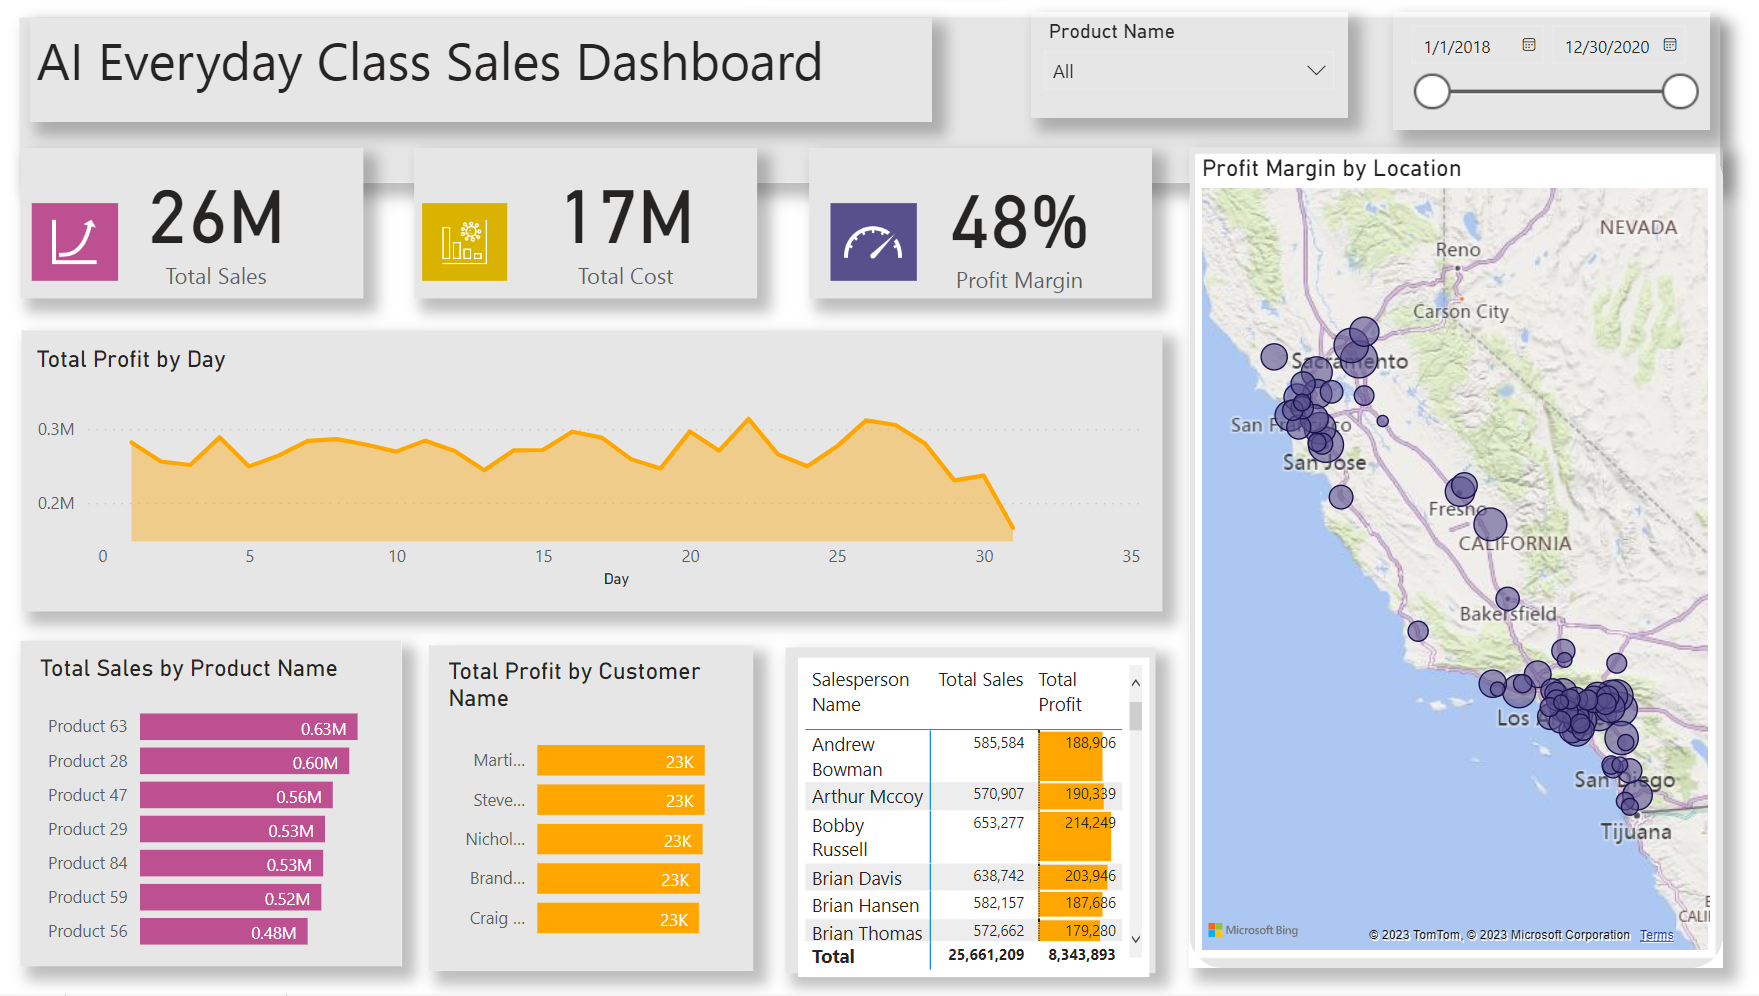 AI Everyday Class Sales Dashboard
Product Name
All
1/1/2018
12/30/2020
26M
Total Sales
17M
Total Cost
48%
Profit Margin
Profit Margin by Location
NEVADA
Reno
Carson City
Sacramento
San Jose
Fresno
CALIFORNIA
Bakersfield
San Diego
Tijuana
Microsoft Bing
© 2023 TomTom, © 2023 Microsoft Corporation Terms
Total Profit by Day
0.3M
0.2M
0 5 10 15 20 25 30 35
Day
Total Sales by Product Name
Product 63 0.63M
Product 28 0.60M
Product 47 0.56M
Product 29 0.53M
Product 84 0.53M
Product 59 0.52M
Product 56 0.48M
Total Profit by Customer
Name
Marti... 23K
Steve... 23K
Nichol... 23K
Brand... 23K
Craig ... 23K
Salesperson Total Sales Total
Name Profit
Andrew 585,584 188,906
Bowman
Arthur Mccoy 570,907 190,339
Bobby 653,277 214,249
Russell
Brian Davis 638,742 203,946
Brian Hansen 582,157 187,686
Brian Thomas 572,662 179,280
Total 25,661,209 8,343,893